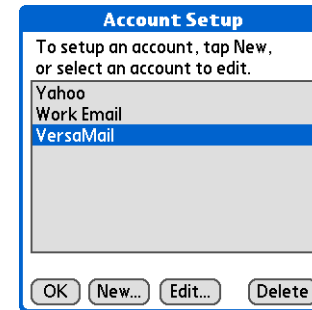 Account Setup
To setup an account, tap New,
or select an account to edit.
Yahoo
Work Email
VersaMail
OK New... Edit... Delete